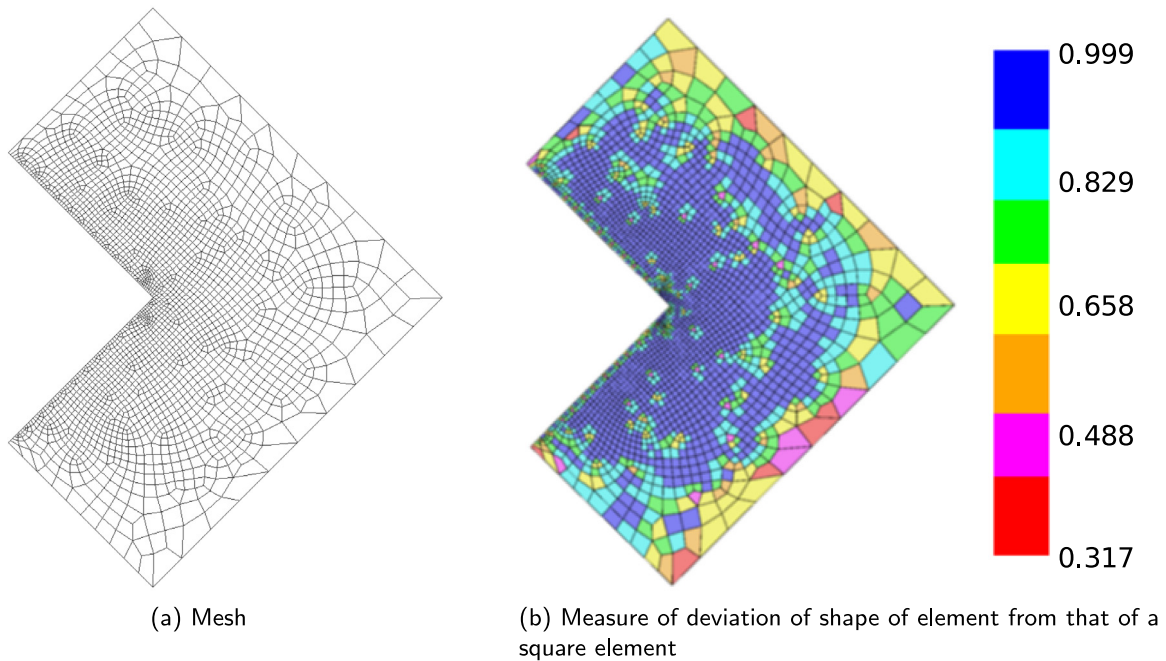 0.999
0.829
0.658
0.488
0.317
(a) Mesh
(b) Measure of deviation of shape of element from that of a
square element